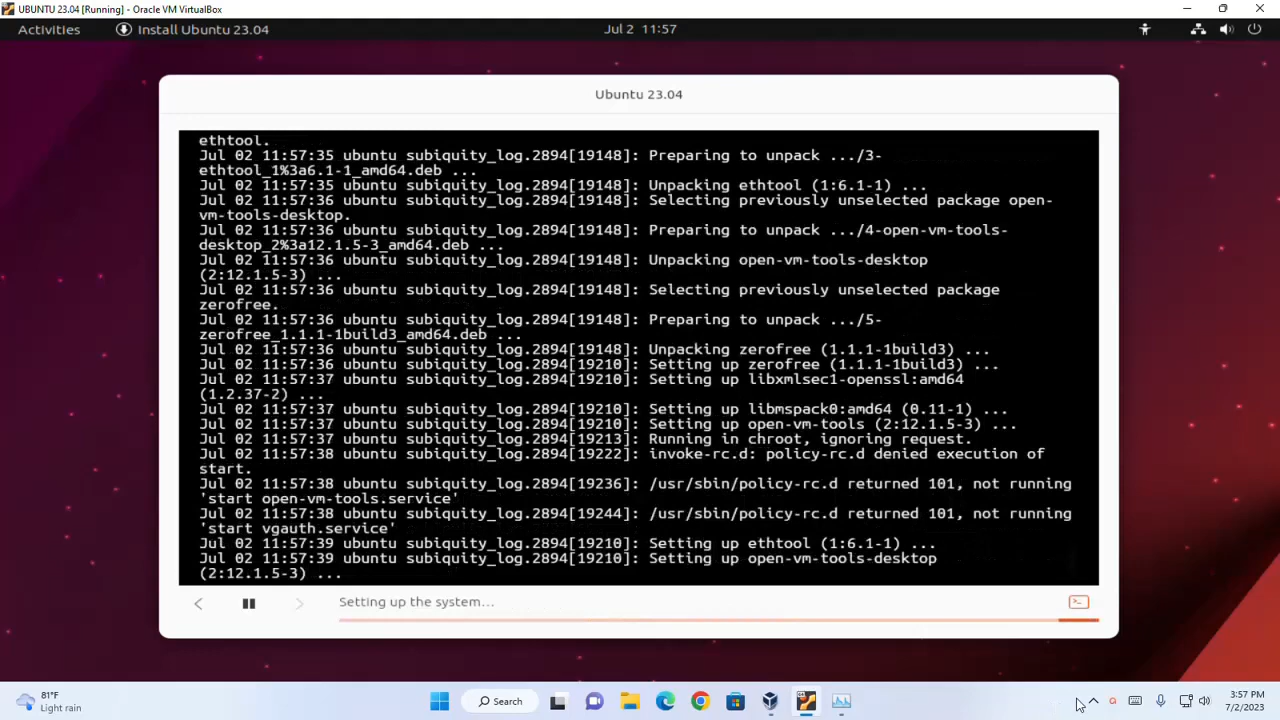 UBUNTU 23.04 [Running] - Oracle VM VirtualBox
Activities
Install Ubuntu 23.04
Jul 2 11:57
Ubuntu 23.04
ethtool.
Jul 02 11:57:35 ubuntu subiquity_log.2894[19148]: Preparing to unpack .../3-
ethtool_1%3a6.1-1_amd64.deb ...
Jul 02 11:57:35 ubuntu subiquity_log.2894[19148]: Unpacking ethtool (1:6.1-1) ...
Jul 02 11:57:36 ubuntu subiquity_log.2894[19148]: Selecting previously unselected package open-
vm-tools-desktop.
Jul 02 11:57:36 ubuntu subiquity_log.2894[19148]: Preparing to unpack .../4-open-vm-tools-
desktop_2%3a12.1.5-3_amd64.deb ...
Jul 02 11:57:36 ubuntu subiquity_log.2894[19148]: Unpacking open-vm-tools-desktop
(2:12.1.5-3) ...
Jul 02 11:57:36 ubuntu subiquity_log.2894[19148]: Selecting previously unselected package
zerofree.
Jul 02 11:57:36 ubuntu subiquity_log.2894[19148]: Preparing to unpack .../5-
zerofree_1.1.1-1build3_amd64.deb ...
Jul 02 11:57:36 ubuntu subiquity_log.2894[19148]: Unpacking zerofree (1.1.1-1build3) ...
Jul 02 11:57:36 ubuntu subiquity_log.2894[19210]: Setting up zerofree (1.1.1-1build3) ...
Jul 02 11:57:37 ubuntu subiquity_log.2894[19210]: Setting up libxmlsec1-openssl:amd64
(1.2.37-2) ...
Jul 02 11:57:37 ubuntu subiquity_log.2894[19210]: Setting up libmspack0:amd64 (0.11-1) ...
Jul 02 11:57:37 ubuntu subiquity_log.2894[19210]: Setting up open-vm-tools (2:12.1.5-3) ...
Jul 02 11:57:37 ubuntu subiquity_log.2894[19213]: Running in chroot, ignoring request.
Jul 02 11:57:38 ubuntu subiquity_log.2894[19222]: invoke-rc.d: policy-rc.d denied execution of
start.
Jul 02 11:57:38 ubuntu subiquity_log.2894[19236]: /usr/sbin/policy-rc.d returned 101, not running
'start open-vm-tools.service'
Jul 02 11:57:38 ubuntu subiquity_log.2894[19244]: /usr/sbin/policy-rc.d returned 101, not running
'start vgauth.service'
Jul 02 11:57:39 ubuntu subiquity_log.2894[19210]: Setting up ethtool (1:6.1-1) ...
Jul 02 11:57:39 ubuntu subiquity_log.2894[19210]: Setting up open-vm-tools-desktop
(2:12.1.5-3) ...
Setting up the system...
81°F
Light rain
Search
3:57 PM
7/2/2023